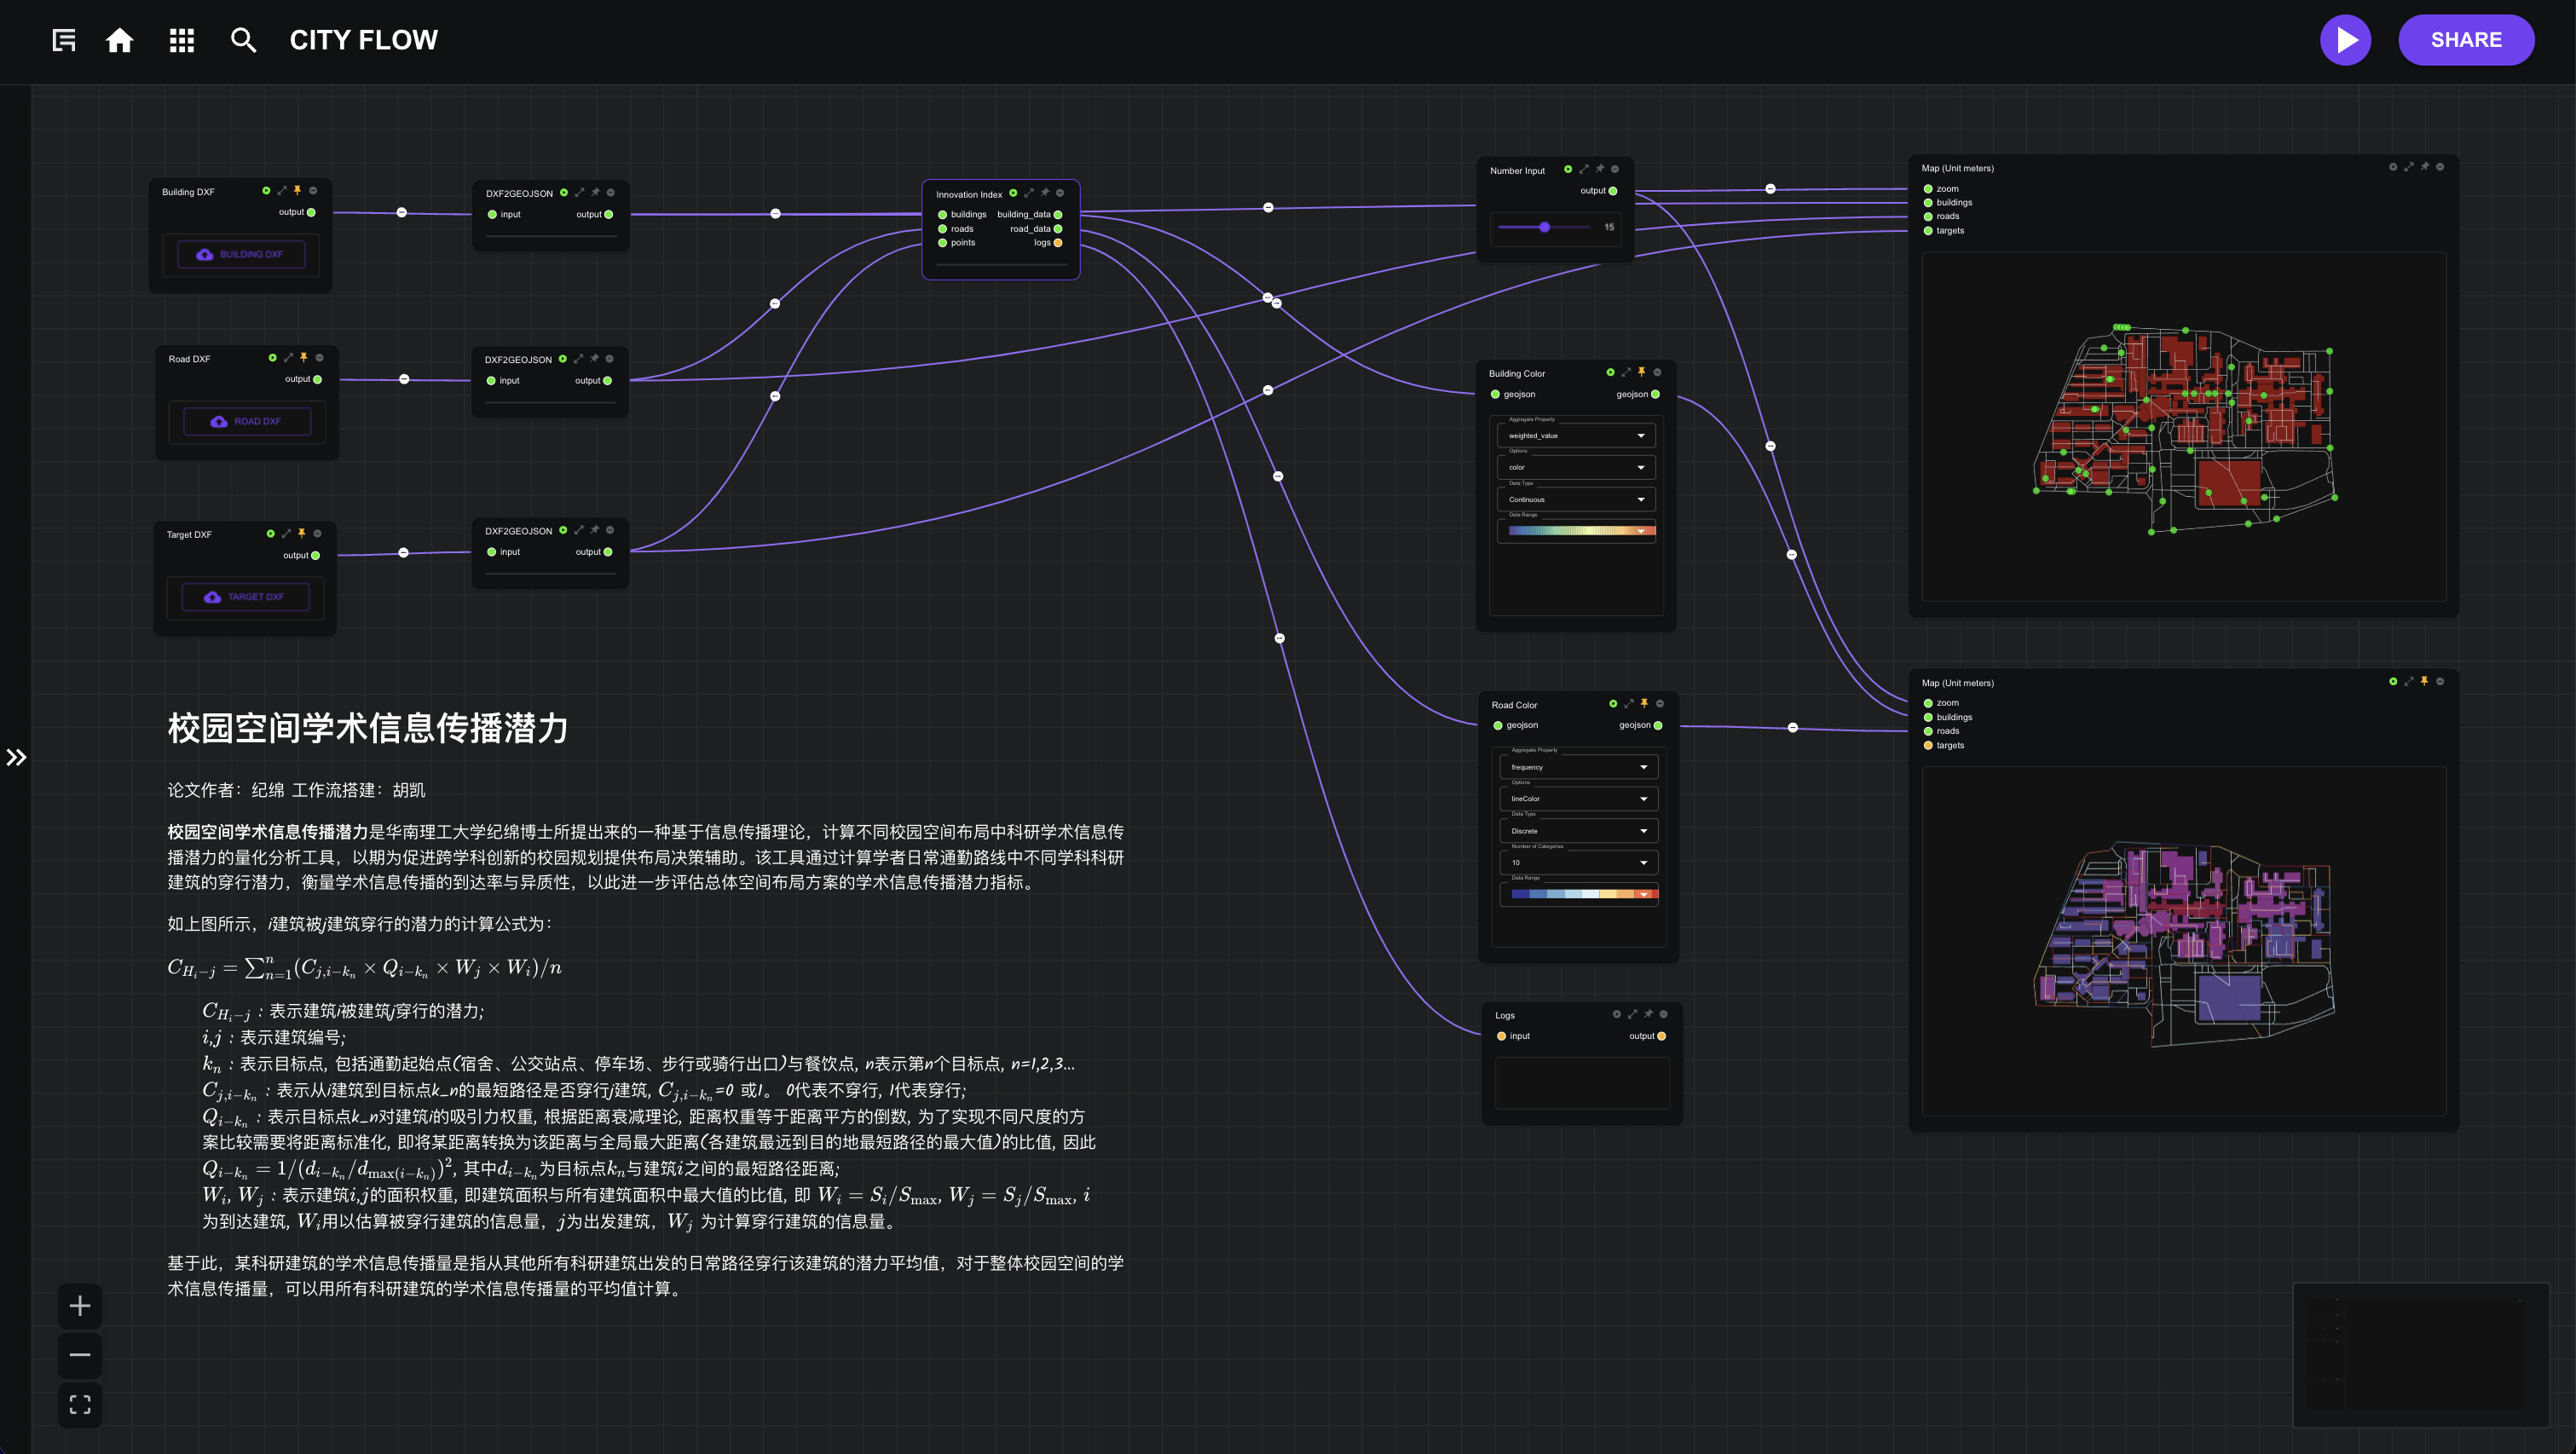 CITY FLOW
SHARE
Building DXF
output
BUILDING DXF
DXF2GEOJSON
input output
Innovation Index
buildings building_data
roads road_data
points logs
Number Input
output
15
Map (Unit meters)
zoom
buildings
roads
targets
Road DXF
output
ROAD DXF
DXF2GEOJSON
input output
Building Color
geojson geojson
Aggregate Property
weighted_value
Options
color
Data Type
Continuous
Data Range
Target DXF
output
TARGET DXF
DXF2GEOJSON
input output
Map (Unit meters)
zoom
buildings
roads
targets
Road Color
geojson geojson
Aggregate Property
frequency
Options
lineColor
Data Type
Discrete
Number of Categories
10
Data Range
Logs
input output
校园空间学术信息传播潜力
论文作者：纪绵 工作流搭建：胡凯
校园空间学术信息传播潜力是华南理工大学纪绵博士所提出来的一种基于信息传播理论，计算不同校园空间布局中科研学术信息传
播潜力的量化分析工具，以期为促进跨学科创新的校园规划提供布局决策辅助。该工具通过计算学者日常通勤路线中不同学科科研
建筑的穿行潜力，衡量学术信息传播的到达率与异质性，以此进一步评估总体空间布局方案的学术信息传播潜力指标。
如上图所示，i建筑被j建筑穿行的潜力的计算公式为：
$C_{H_i-j} = \sum_{n=1}^{n}(C_{j,i-k_n} \times Q_{i-k_n} \times W_j \times W_i)/n$
$C_{H_i-j}$：表示建筑i被建筑j穿行的潜力;
$i,j$：表示建筑编号;
$k_n$：表示目标点, 包括通勤起始点(宿舍、公交站点、停车场、步行或骑行出口)与餐饮点, n表示第n个目标点, n=1,2,3...
$C_{j,i-k_n}$：表示从i建筑到目标点k_n的最短路径是否穿行j建筑, $C_{j,i-k_n}$=0 或1。 0代表不穿行, 1代表穿行;
$Q_{i-k_n}$：表示目标点k_n对建筑i的吸引力权重, 根据距离衰减理论, 距离权重等于距离平方的倒数, 为了实现不同尺度的方
案比较需要将距离标准化, 即将某距离转换为该距离与全局最大距离(各建筑最远到目的地最短路径的最大值)的比值, 因此
$Q_{i-k_n} = 1/(d_{i-k_n}/d_{\max(i-k_n)})^2$, 其中$d_{i-k_n}$为目标点$k_n$与建筑$i$之间的最短路径距离;
$W_i, W_j$：表示建筑i,j的面积权重, 即建筑面积与所有建筑面积中最大值的比值, 即 $W_i = S_i/S_{\max}$, $W_j = S_j/S_{\max}$, $i$
为到达建筑, $W_i$用以估算被穿行建筑的信息量，$j$为出发建筑，$W_j$ 为计算穿行建筑的信息量。
基于此，某科研建筑的学术信息传播量是指从其他所有科研建筑出发的日常路径穿行该建筑的潜力平均值，对于整体校园空间的学
术信息传播量，可以用所有科研建筑的学术信息传播量的平均值计算。